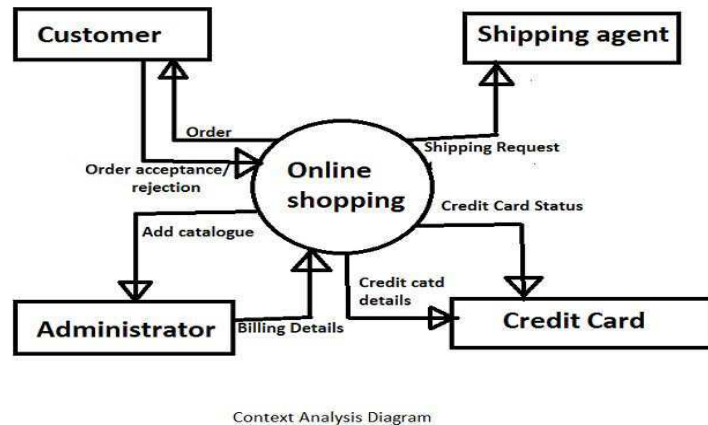 Customer
Shipping agent
Order
Shipping Request
Order acceptance/
rejection
Online
shopping
Credit Card Status
Add catalogue
Credit catd
details
Administrator
Billing Details
Credit Card
Context Analysis Diagram